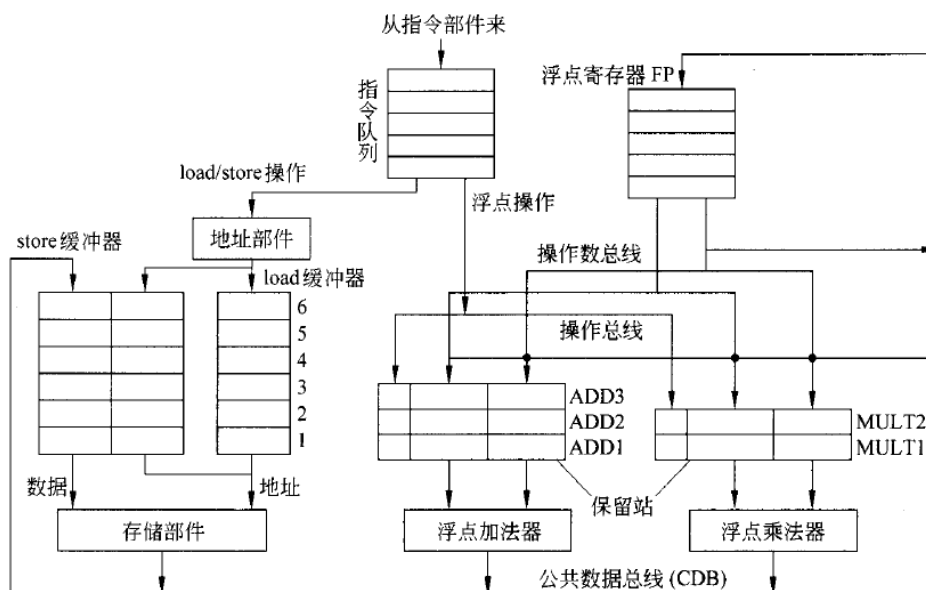 从指令部件来
浮点寄存器 FP
指令队列
load/store操作
浮点操作
地址部件
store缓冲器
操作数总线
load缓冲器
6
5
操作总线
4
3
ADD3
2
ADD2
MULT2
1
ADD1
MULT1
数据
地址
保留站
存储部件
浮点加法器
浮点乘法器
公共数据总线 (CDB)